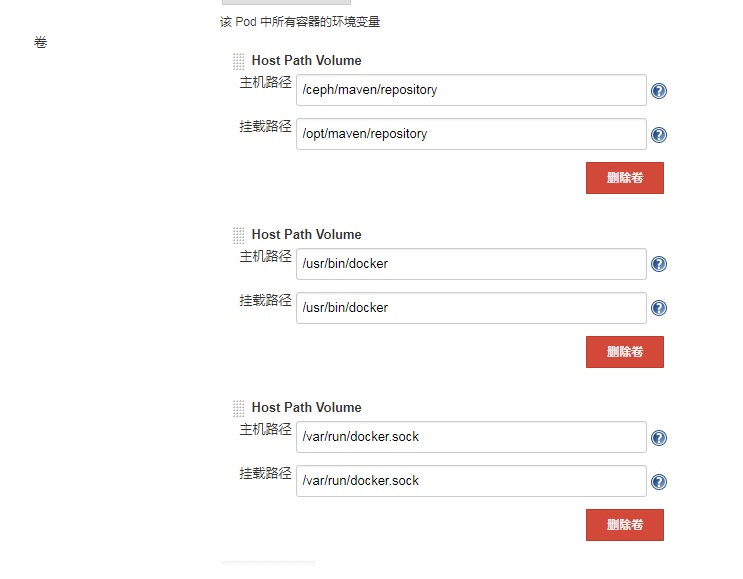 该 Pod 中所有容器的环境变量
卷
Host Path Volume
主机路径 /ceph/maven/repository
挂载路径 /opt/maven/repository
删除卷
Host Path Volume
主机路径 /usr/bin/docker
挂载路径 /usr/bin/docker
删除卷
Host Path Volume
主机路径 /var/run/docker.sock
挂载路径 /var/run/docker.sock
删除卷